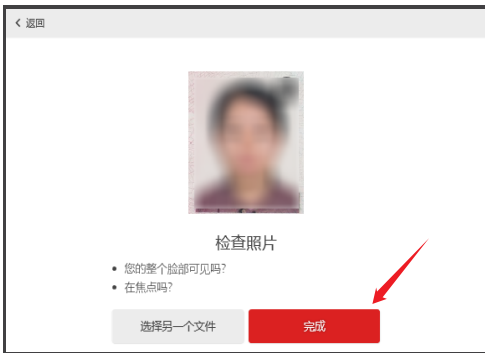 返回
检查照片
您的整个脸部可见吗?
在焦点吗?
选择另一个文件
完成